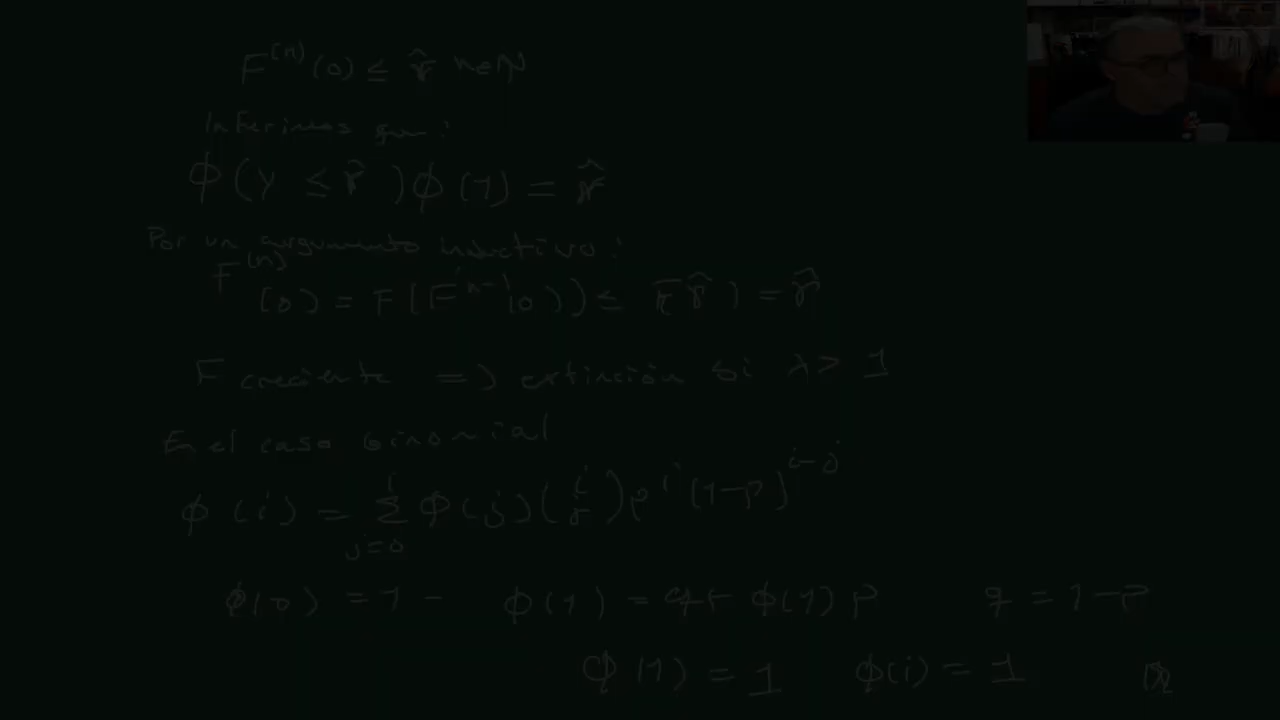 F^(n)(0) ≤ r̂ n∈ℕ
Inferimos que:
ϕ(γ ≤ r̂)ϕ(1) = r̂
Por un argumento inductivo:
F^(n)(0) = F(F^(n-1)(0)) ≤ F(r̂) = r̂
F creciente => extinción si λ> 1
En el caso binomial
ϕ(i) = Σ_{j=0}^{i} ϕ(j)(i j)p^j(1-p)^{i-j}
ϕ(0) = 1 - ϕ(1) = q + ϕ(1)p q = 1-p
ϕ(1) = 1 ϕ(i) = 1